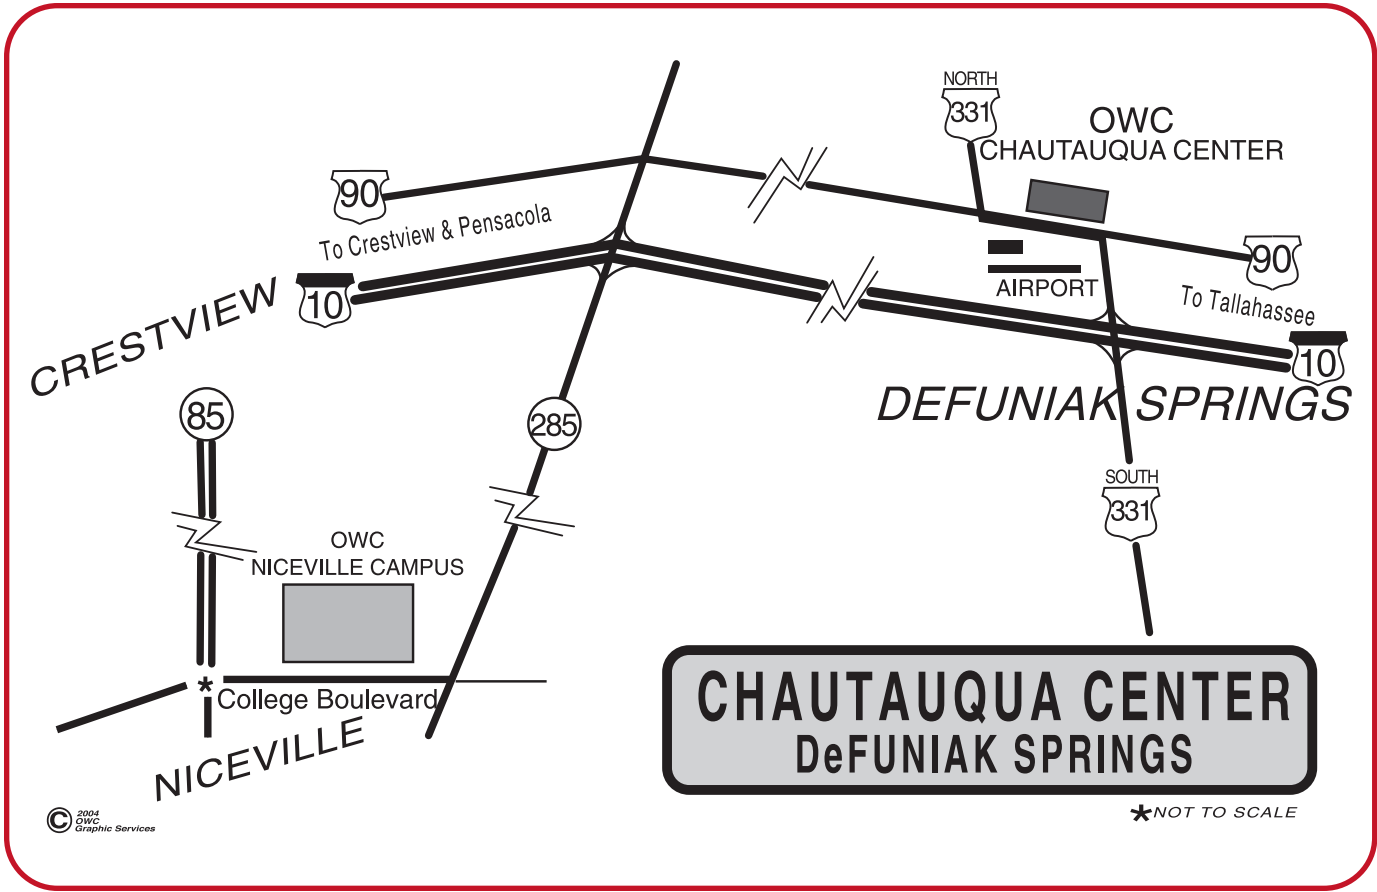 NORTH
331
OWC
CHAUTAUQUA CENTER
90
To Crestview & Pensacola
90
To Tallahassee
AIRPORT
10
10
CRESTVIEW
DEFUNIAK SPRINGS
85
285
SOUTH
331
OWC
NICEVILLE CAMPUS
* College Boulevard
NICEVILLE
CHAUTAUQUA CENTER
DeFUNIAK SPRINGS
*NOT TO SCALE
© 2004
OWC
Graphic Services